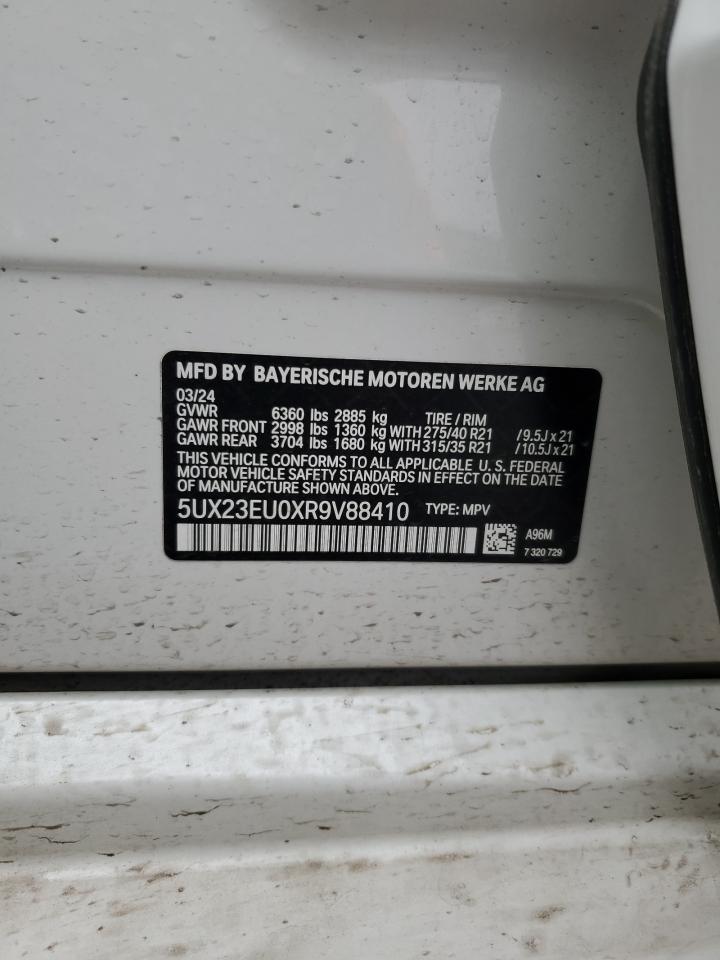 MFD BY BAYERISCHE MOTOREN WERKE AG
03/24
GVWR 6360 lbs 2885 kg TIRE / RIM
GAWR FRONT 2998 lbs 1360 kg WITH 275/40 R21 /9.5J x 21
GAWR REAR 3704 lbs 1680 kg WITH 315/35 R21 /10.5J x 21
THIS VEHICLE CONFORMS TO ALL APPLICABLE U. S. FEDERAL
MOTOR VEHICLE SAFETY STANDARDS IN EFFECT ON THE DATE
OF MANUFACTURE SHOWN ABOVE.
5UX23EU0XR9V88410 TYPE: MPV
A96M
7 320 729